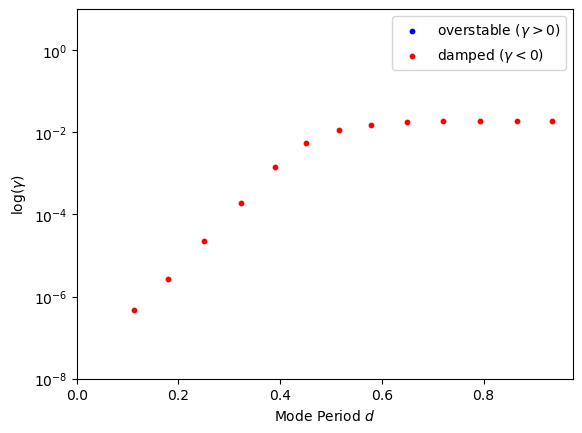 overstable (γ > 0)
damped (γ < 0)
10⁰
10⁻²
10⁻⁴
10⁻⁶
10⁻⁸
log(γ)
0.0 0.2 0.4 0.6 0.8
Mode Period d